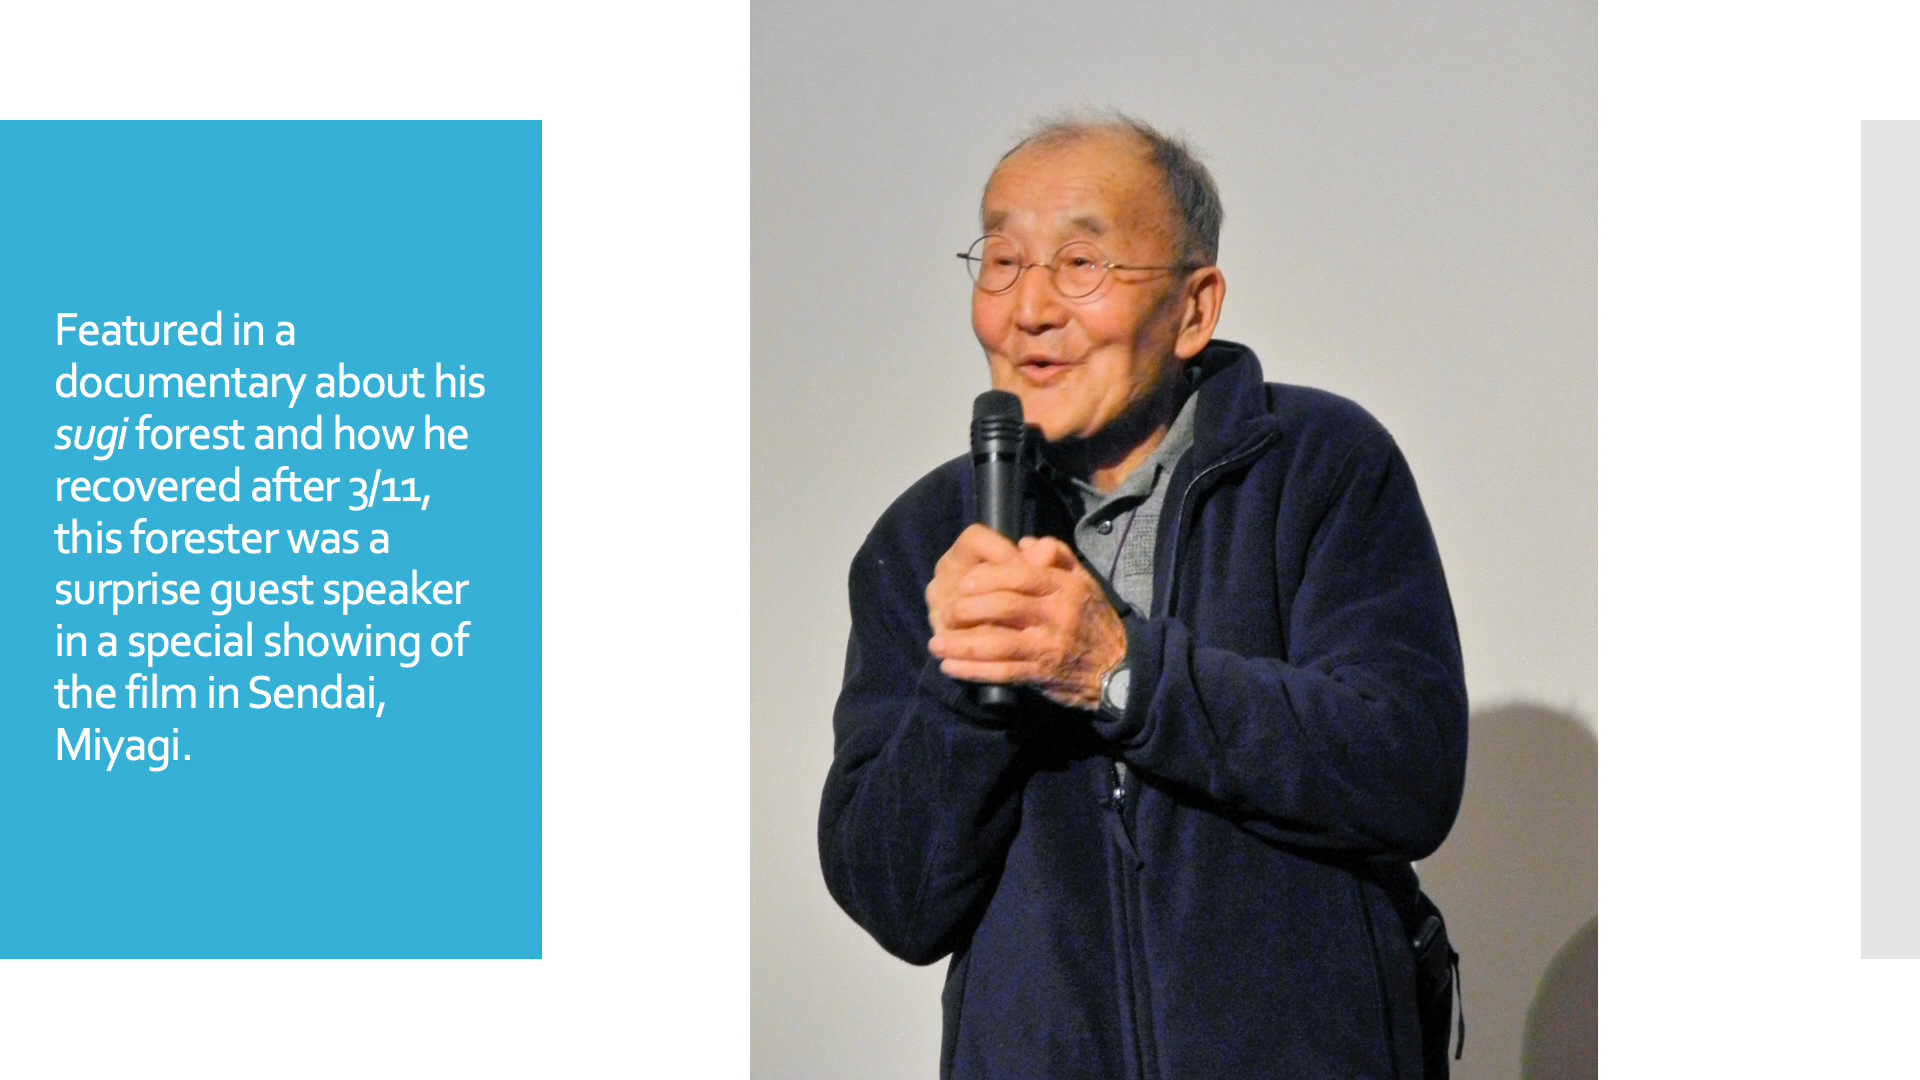 Featured in a
documentary about his
sugi forest and how he
recovered after 3/11,
this forester was a
surprise guest speaker
in a special showing of
the film in Sendai,
Miyagi.